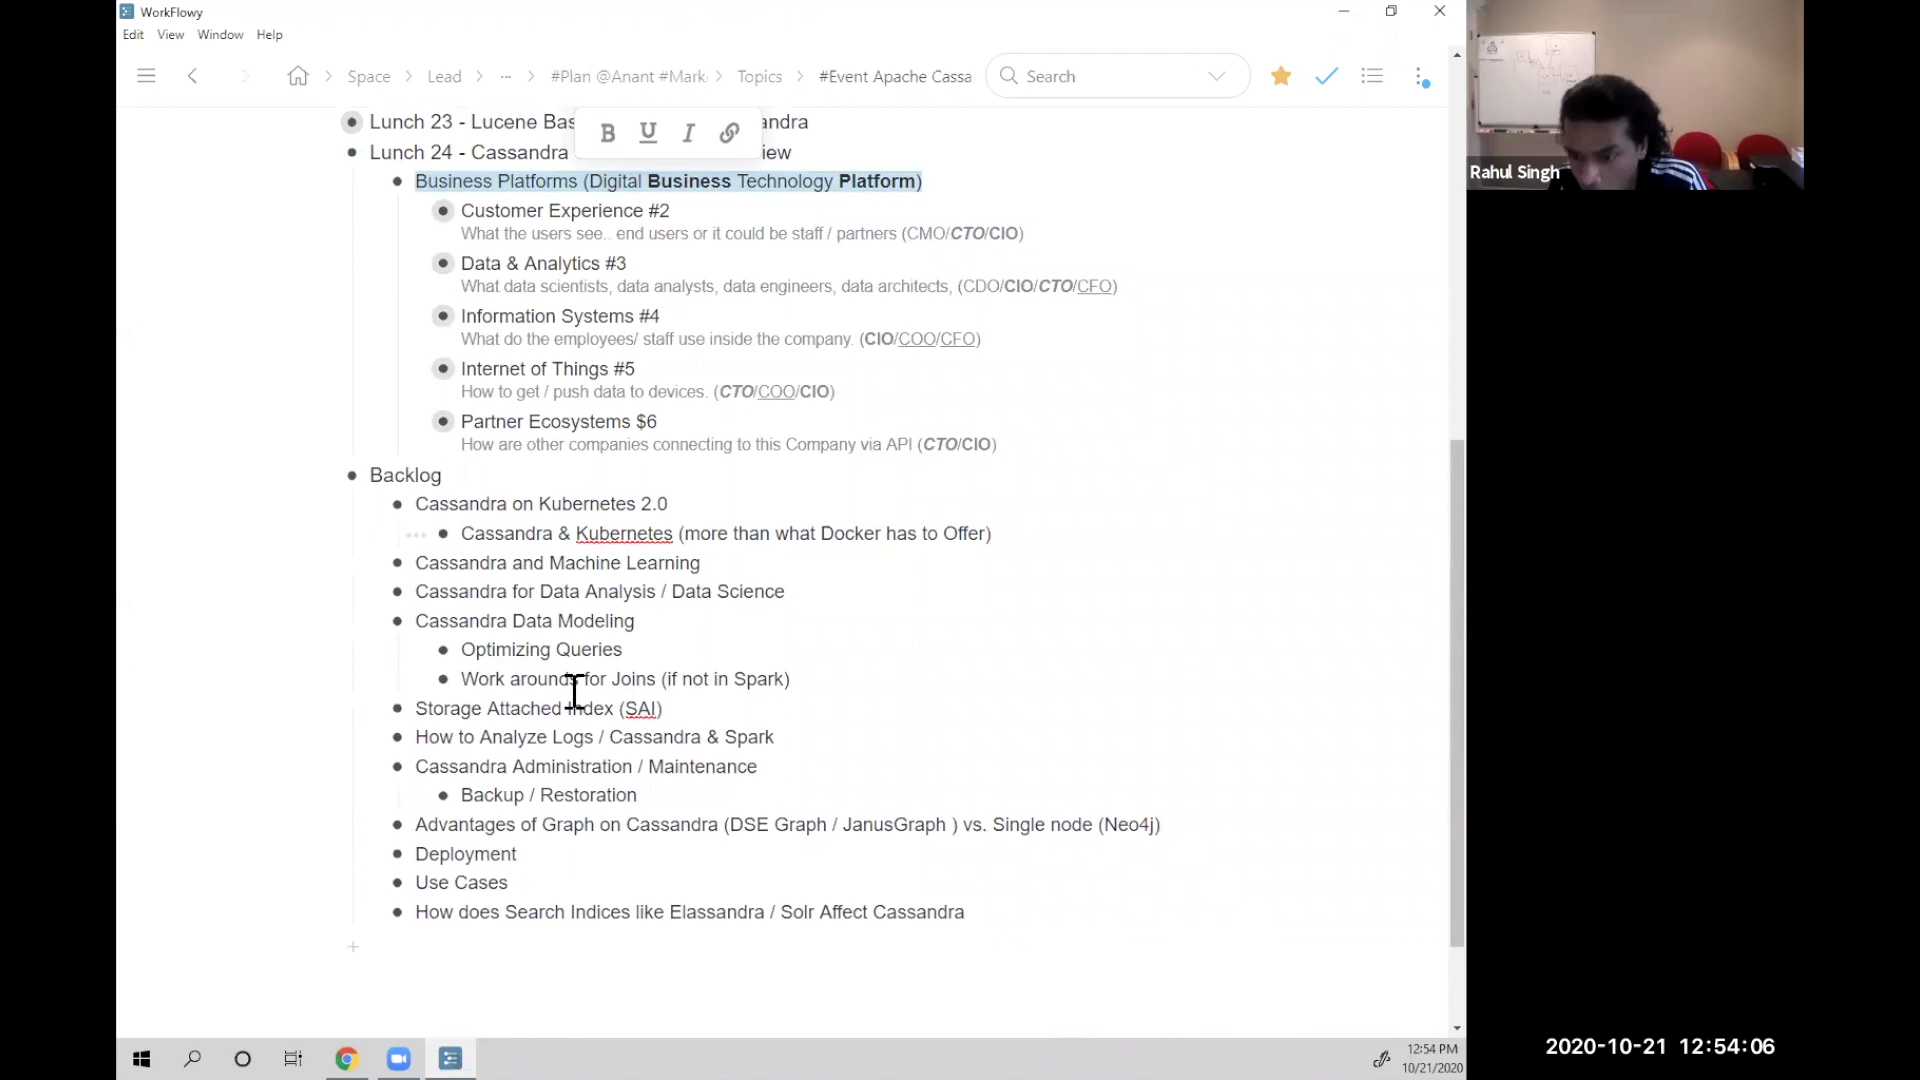 WorkFlowy
Edit View Window Help
Space Lead ... #Plan @Anant #Mark Topics #Event Apache Cassa Search
Lunch 23 - Lucene Bas andra
B U I
Lunch 24 - Cassandra iew
Business Platforms (Digital Business Technology Platform)
Customer Experience #2
What the users see.. end users or it could be staff / partners (CMO/CTO/CIO)
Data & Analytics #3
What data scientists, data analysts, data engineers, data architects, (CDO/CIO/CTO/CFO)
Information Systems #4
What do the employees/ staff use inside the company. (CIO/COO/CFO)
Internet of Things #5
How to get / push data to devices. (CTO/COO/CIO)
Partner Ecosystems $6
How are other companies connecting to this Company via API (CTO/CIO)
Backlog
Cassandra on Kubernetes 2.0
Cassandra & Kubernetes (more than what Docker has to Offer)
Cassandra and Machine Learning
Cassandra for Data Analysis / Data Science
Cassandra Data Modeling
Optimizing Queries
Work arounds for Joins (if not in Spark)
Storage Attached Index (SAI)
How to Analyze Logs / Cassandra & Spark
Cassandra Administration / Maintenance
Backup / Restoration
Advantages of Graph on Cassandra (DSE Graph / JanusGraph ) vs. Single node (Neo4j)
Deployment
Use Cases
How does Search Indices like Elassandra / Solr Affect Cassandra
12:54 PM
10/21/2020
Rahul Singh
2020-10-21 12:54:06